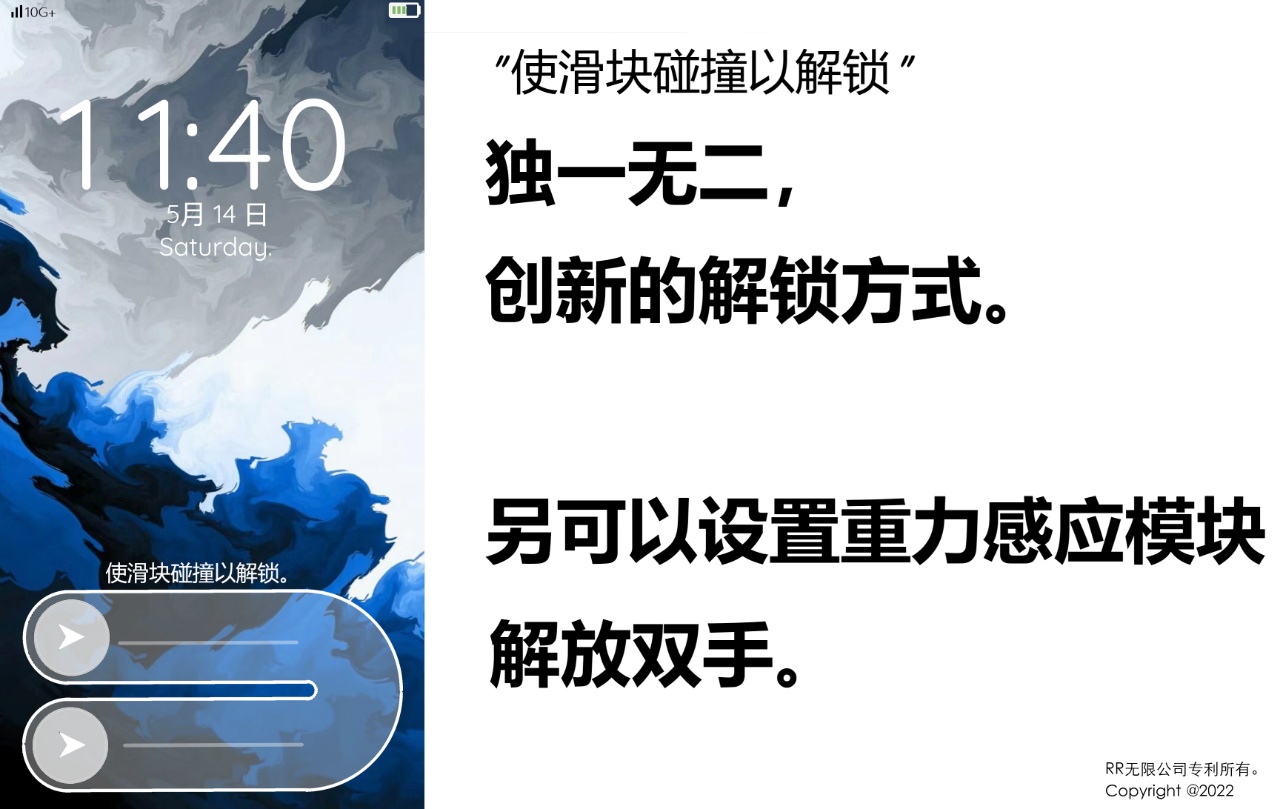 10G+
11:40
5月 14 日
Saturday.
使滑块碰撞以解锁。
"使滑块碰撞以解锁"
独一无二，
创新的解锁方式。
另可以设置重力感应模块
解放双手。
RR无限公司专利所有。
Copyright @2022